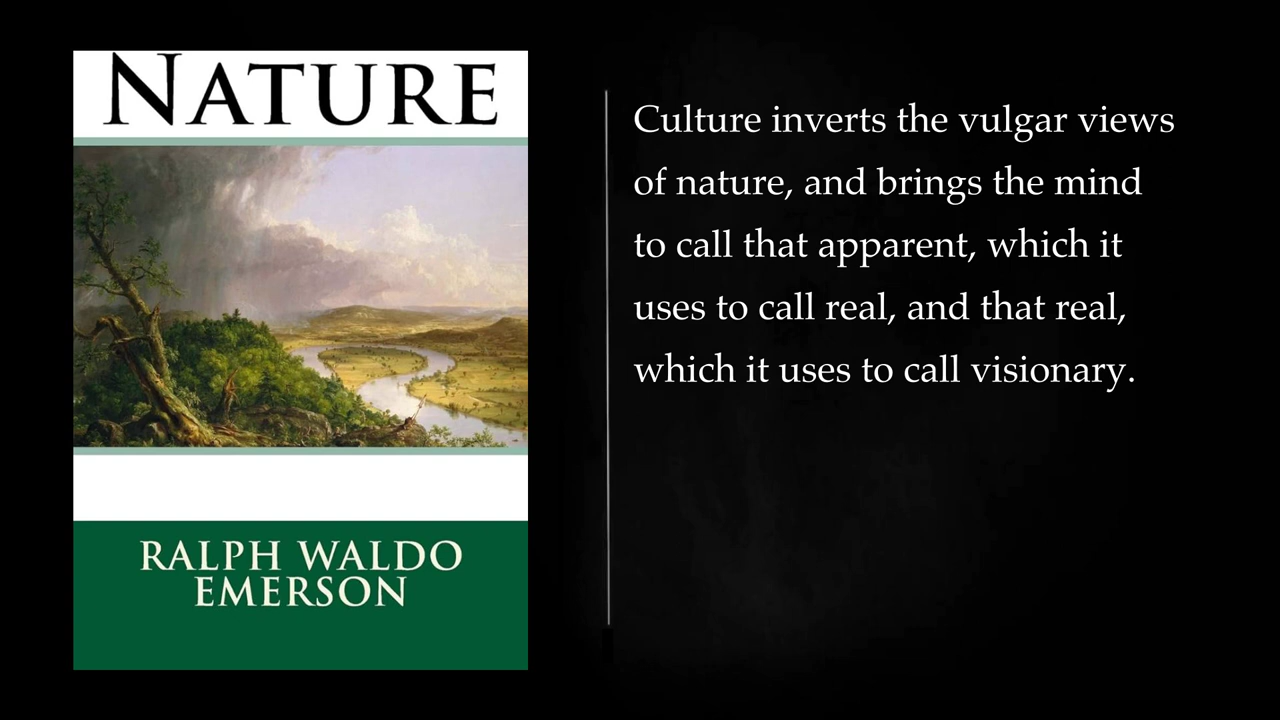 NATURE
RALPH WALDO
EMERSON
Culture inverts the vulgar views
of nature, and brings the mind
to call that apparent, which it
uses to call real, and that real,
which it uses to call visionary.